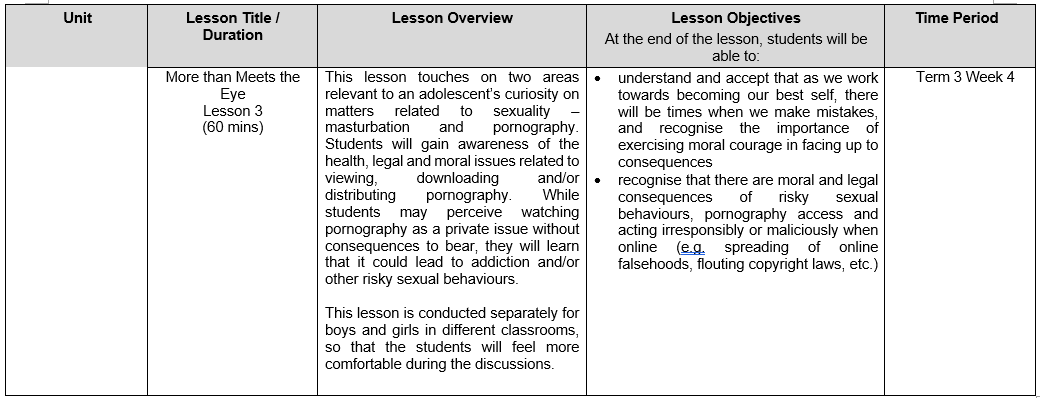 Unit
Lesson Title /
Duration
Lesson Overview
Lesson Objectives
At the end of the lesson, students will be
able to:
Time Period
More than Meets the
Eye
Lesson 3
(60 mins)
This lesson touches on two areas
relevant to an adolescent's curiosity on
matters related to sexuality –
masturbation and pornography.
Students will gain awareness of the
health, legal and moral issues related to
viewing, downloading and/or
distributing pornography. While
students may perceive watching
pornography as a private issue without
consequences to bear, they will learn
that it could lead to addiction and/or
other risky sexual behaviours.
This lesson is conducted separately for
boys and girls in different classrooms,
so that the students will feel more
comfortable during the discussions.
• understand and accept that as we work
towards becoming our best self, there
will be times when we make mistakes,
and recognise the importance of
exercising moral courage in facing up to
consequences
• recognise that there are moral and legal
consequences of risky sexual
behaviours, pornography access and
acting irresponsibly or maliciously when
online (e.g. spreading of online
falsehoods, flouting copyright laws, etc.)
Term 3 Week 4